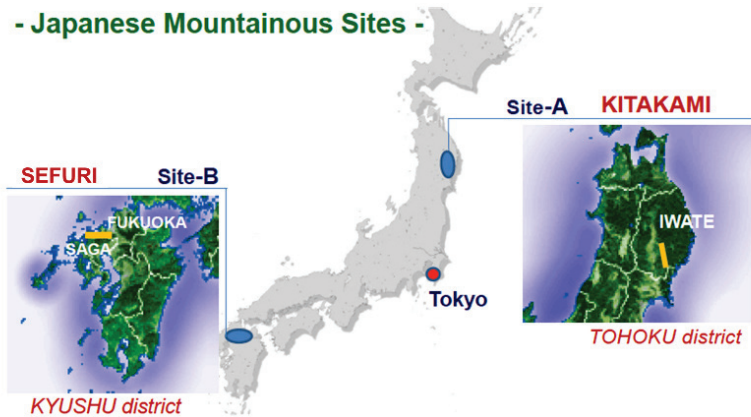 - Japanese Mountainous Sites -
Site-A KITAKAMI
SEFURI Site-B
FUKUOKA
SAGA
IWATE
Tokyo
TOHOKU district
KYUSHU district